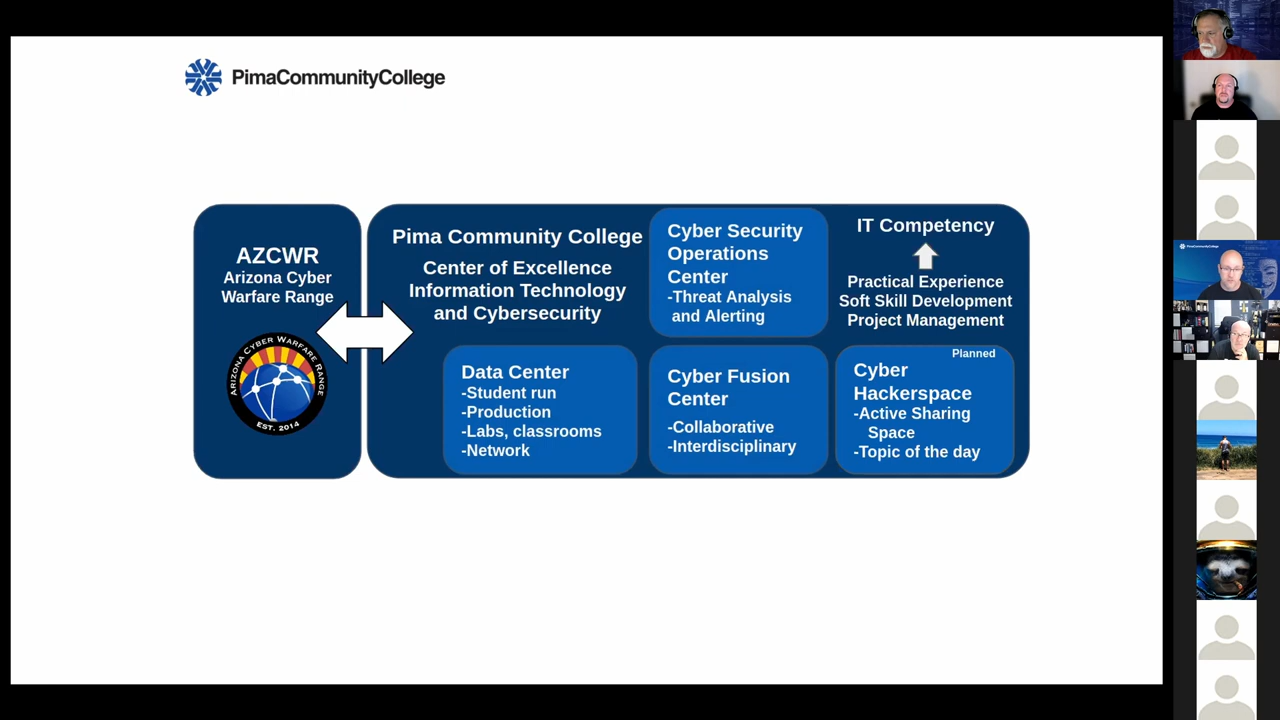 PimaCommunityCollege
AZCWR
Arizona Cyber
Warfare Range
ARIZONA CYBER WARFARE RANGE
EST. 2014
Pima Community College
Center of Excellence
Information Technology
and Cybersecurity
Cyber Security
Operations
Center
-Threat Analysis
and Alerting
IT Competency
Practical Experience
Soft Skill Development
Project Management
Data Center
-Student run
-Production
-Labs, classrooms
-Network
Cyber Fusion
Center
-Collaborative
-Interdisciplinary
Planned
Cyber
Hackerspace
-Active Sharing
Space
-Topic of the day
PimaCommunityCollege